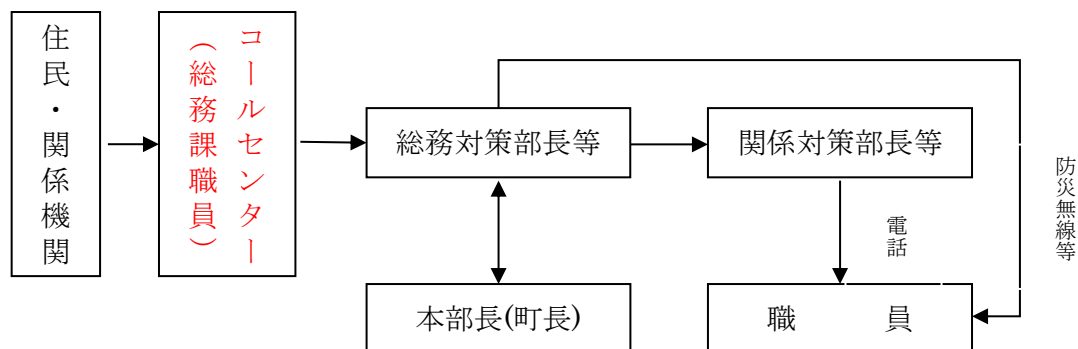 住民・関係機関
コールセンター
（総務課職員）
総務対策部長等
関係対策部長等
防災無線等
電話
本部長(町長)
職　　員